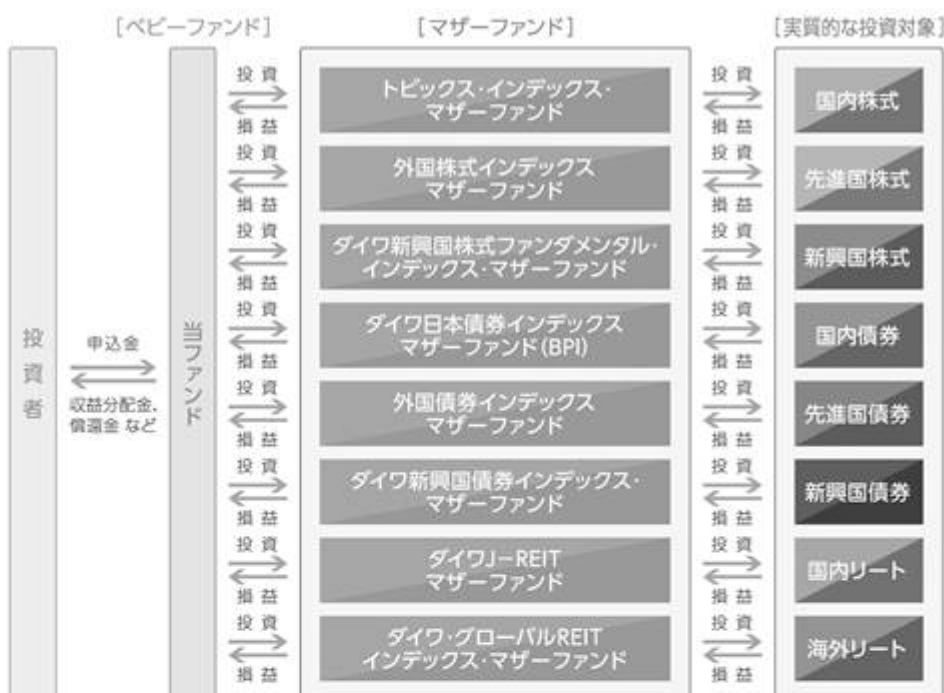 [ベビーファンド]
[マザーファンド]
[実質的な投資対象]
投資者
申込金
収益分配金、
償還金 など
当ファンド
投資
損益
トピックス・インデックス・
マザーファンド
投資
損益
国内株式
投資
損益
外国株式インデックス
マザーファンド
投資
損益
先進国株式
投資
損益
ダイワ新興国株式ファンダメンタル・
インデックス・マザーファンド
投資
損益
新興国株式
投資
損益
ダイワ日本債券インデックス
マザーファンド(BPI)
投資
損益
国内債券
投資
損益
外国債券インデックス
マザーファンド
投資
損益
先進国債券
投資
損益
ダイワ新興国債券インデックス・
マザーファンド
投資
損益
新興国債券
投資
損益
ダイワJ-REIT
マザーファンド
投資
損益
国内リート
投資
損益
ダイワ・グローバルREIT
インデックス・マザーファンド
投資
損益
海外リート